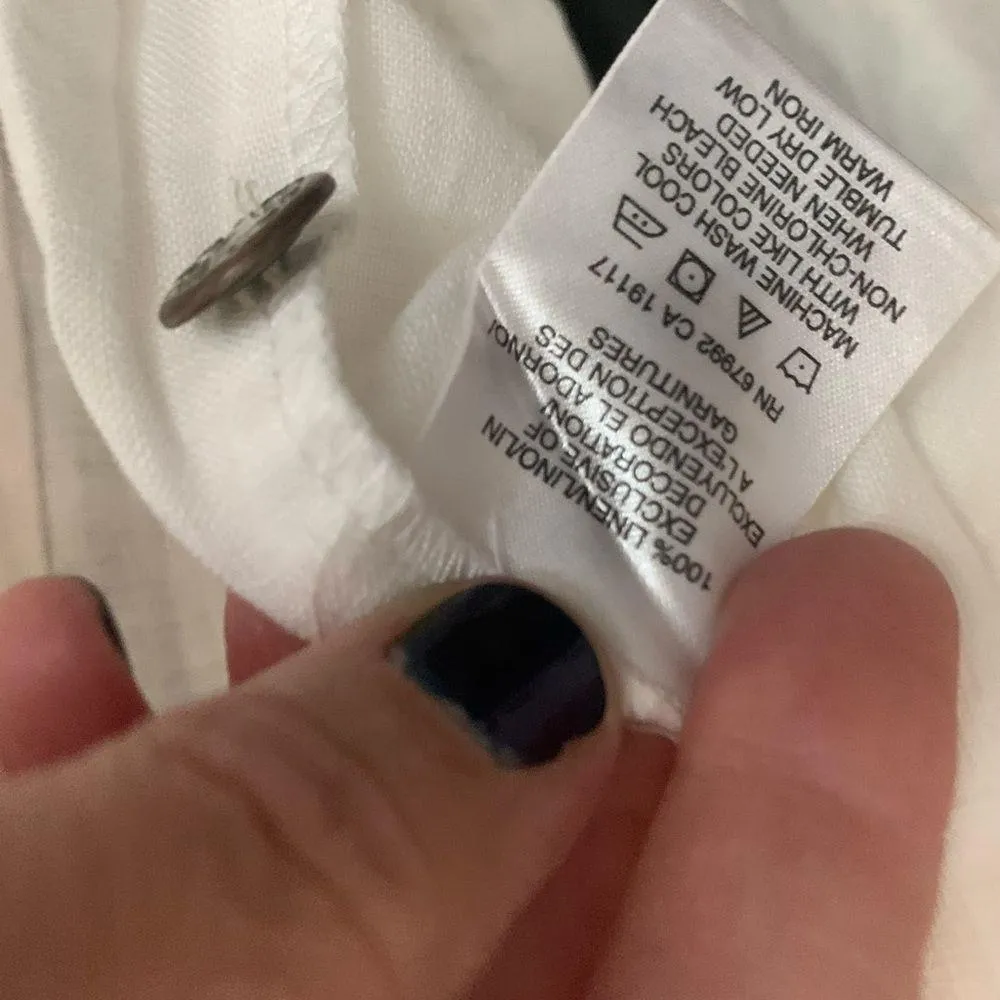 100% LINEN/LINO/LIN
EXCLUSIVE OF
DECORATION/
EXCLUYENDO EL ADORNO/
A L'EXCEPTION DES
GARNITURES
RN 67992 CA 19117
MACHINE WASH COOL
WITH LIKE COLORS
NON-CHLORINE BLEACH
WHEN NEEDED
TUMBLE DRY LOW
WARM IRON